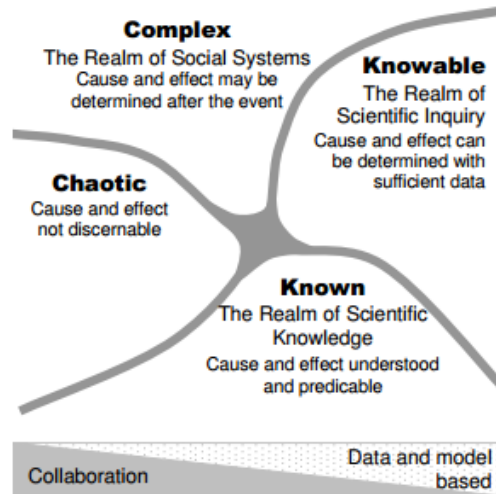 Complex
The Realm of Social Systems
Cause and effect may be
determined after the event
Knowable
The Realm of
Scientific Inquiry
Cause and effect can
be determined with
sufficient data
Chaotic
Cause and effect
not discernable
Known
The Realm of Scientific
Knowledge
Cause and effect understood
and predicable
Collaboration
Data and model
based